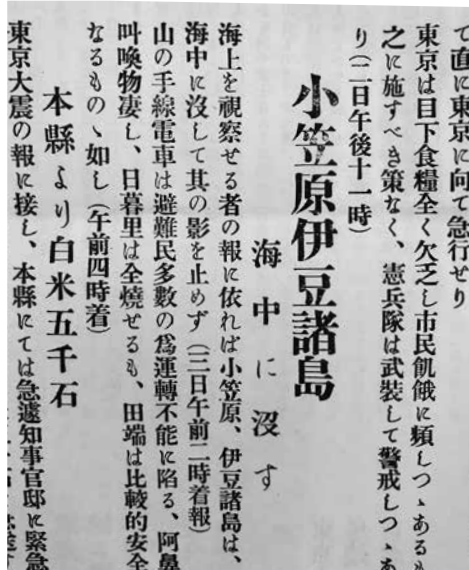 て直に東京に向て急行せり
東京は目下食糧全く欠乏し市民飢餓に頻しつゝあるも
之に施すべき策なく、憲兵隊は武裝して警戒しつゝあ
り(二日午後十一時)
小笠原伊豆諸島
海中に沒す
海上を視察せる者の報に依れば小笠原、伊豆諸島は、
海中に沒して其の影を止めず(三日午前二時着報)
山の手線電車は避難民多數の爲運轉不能に陷る、阿鼻
叫喚物凄し、日暮里は全燒せるも、田端は比較的安全
なるものゝ如し(午前四時着)
本縣より白米五千石
東京大震の報に接し、本縣にては急遽知事官邸に緊急